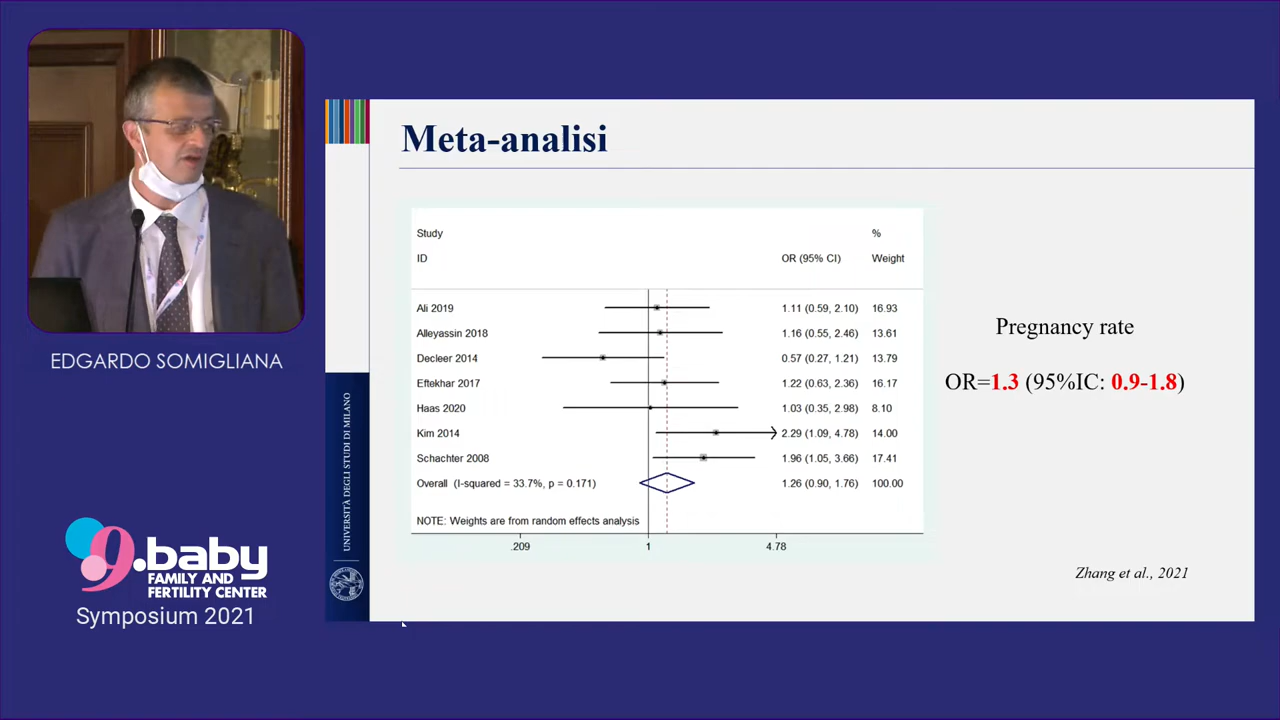 EDGARDO SOMIGLIANA
9.baby
FAMILY AND
FERTILITY CENTER
Symposium 2021
UNIVERSITÀ DEGLI STUDI DI MILANO
Meta-analisi
Study %
ID OR (95% CI) Weight
Ali 2019 1.11 (0.59, 2.10) 16.93
Alleyassin 2018 1.16 (0.55, 2.46) 13.61
Decleer 2014 0.57 (0.27, 1.21) 13.79
Eftekhar 2017 1.22 (0.63, 2.36) 16.17
Haas 2020 1.03 (0.35, 2.98) 8.10
Kim 2014 2.29 (1.09, 4.78) 14.00
Schachter 2008 1.96 (1.05, 3.66) 17.41
Overall (I-squared = 33.7%, p = 0.171) 1.26 (0.90, 1.76) 100.00
NOTE: Weights are from random effects analysis
.209 1 4.78
Pregnancy rate
OR=1.3 (95%IC: 0.9-1.8)
Zhang et al., 2021